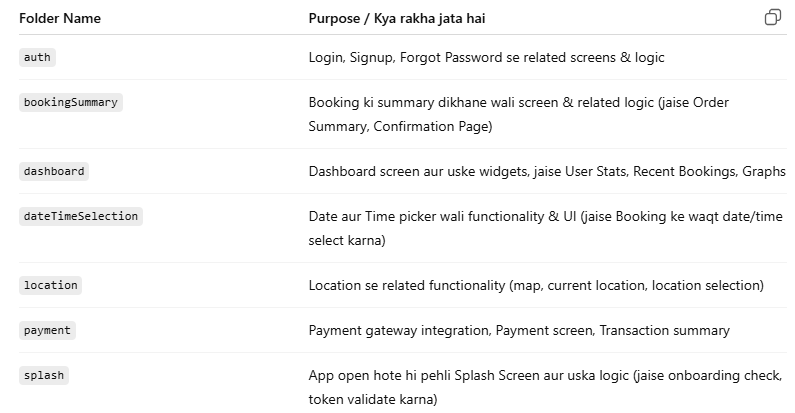 Folder Name Purpose / Kya rakha jata hai
auth Login, Signup, Forgot Password se related screens & logic
bookingSummary Booking ki summary dikhane wali screen & related logic (jaise Order
Summary, Confirmation Page)
dashboard Dashboard screen aur uske widgets, jaise User Stats, Recent Bookings, Graphs
dateTimeSelection Date aur Time picker wali functionality & UI (jaise Booking ke waqt date/time
select karna)
location Location se related functionality (map, current location, location selection)
payment Payment gateway integration, Payment screen, Transaction summary
splash App open hote hi pehli Splash Screen aur uska logic (jaise onboarding check,
token validate karna)